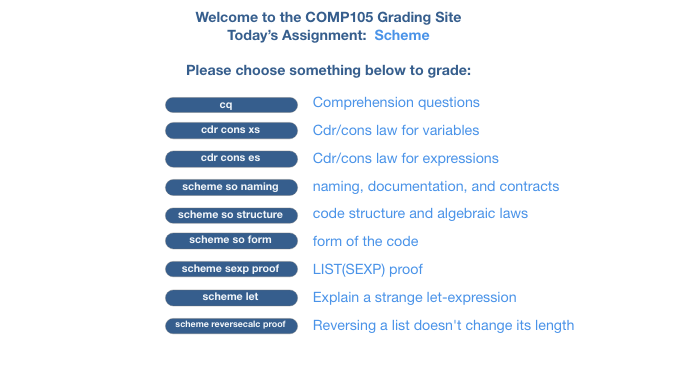 Welcome to the COMP105 Grading Site
Today's Assignment: Scheme
Please choose something below to grade:
cq Comprehension questions
cdr cons xs Cdr/cons law for variables
cdr cons es Cdr/cons law for expressions
scheme so naming naming, documentation, and contracts
scheme so structure code structure and algebraic laws
scheme so form form of the code
scheme sexp proof LIST(SEXP) proof
scheme let Explain a strange let-expression
scheme reversecalc proof Reversing a list doesn't change its length